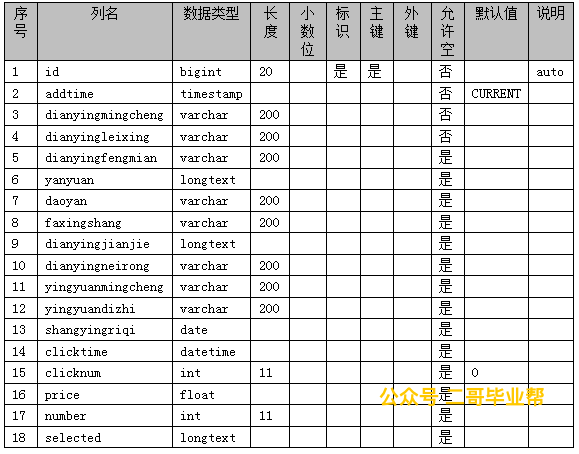 序号 列名 数据类型 长度 小数位 标识 主键 外键 允许空 默认值 说明
1 id bigint 20 是 是 否 auto
2 addtime timestamp 否 CURRENT
3 dianyingmingcheng varchar 200 否
4 dianyingleixing varchar 200 否
5 dianyingfengmian varchar 200 是
6 yanyuan longtext 是
7 daoyan varchar 200 是
8 faxingshang varchar 200 是
9 dianyingjianjie longtext 是
10 dianyingneirong varchar 200 是
11 yingyuanmingcheng varchar 200 是
12 yingyuandizhi varchar 200 是
13 shangyingriqi date 是
14 clicktime datetime 是
15 clicknum int 11 是 0
16 price float 是
公众号 二哥毕业帮
17 number int 11 是
18 selected longtext 是